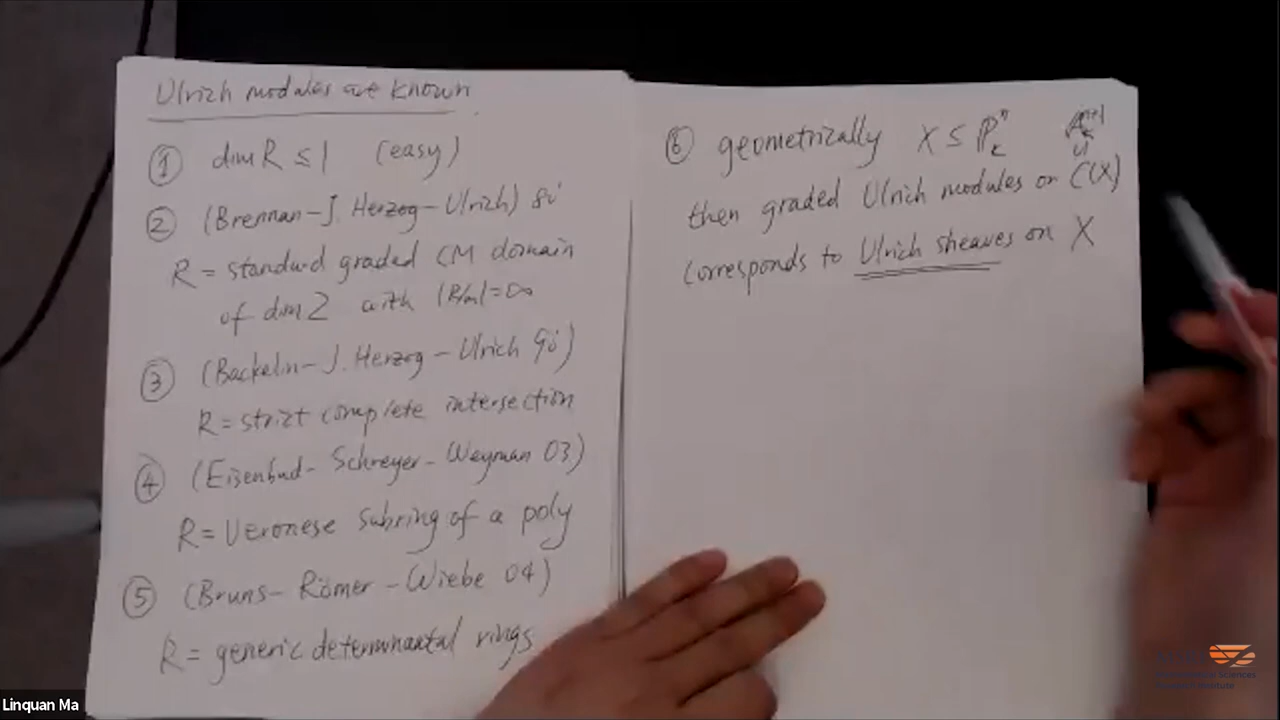 Ulrich modules are known
① dim R ≤ 1 (easy)
② (Brennan-J. Herzog-Ulrich)
R = standard graded CM domain
of dim 2 with |R/m|=∞
③ (Backelin-J. Herzog-Ulrich
R = strict complete intersection
④ (Eisenbud-Schreyer-Weyman 03)
R = Veronese subring of a poly
⑤ (Bruns-Römer-Wiebe 04)
R = generic determinantal rings
⑥ geometrically X ⊆ ℙⁿₖ
then graded Ulrich modules on C(X)
corresponds to Ulrich sheaves on X
Linquan Ma